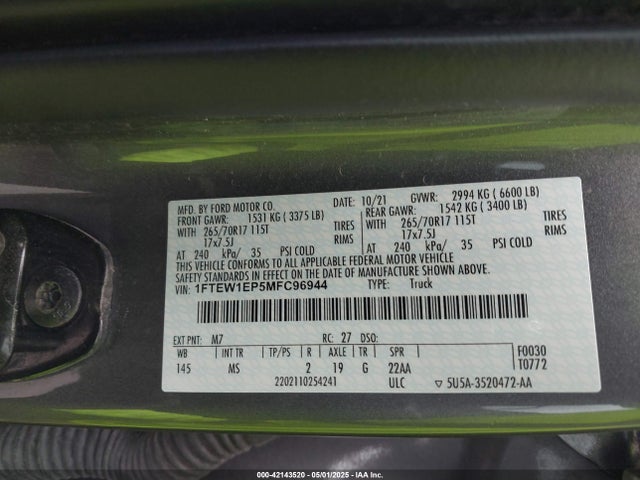 MFD. BY FORD MOTOR CO. DATE: 10/21 GVWR: 2994 KG ( 6600 LB)
FRONT GAWR: 1531 KG ( 3375 LB) REAR GAWR: 1542 KG ( 3400 LB)
WITH 265/70R17 115T TIRES WITH 265/70R17 115T TIRES
17x7.5J RIMS 17x7.5J RIMS
AT 240 kPa/ 35 PSI COLD AT 240 kPa/ 35 PSI COLD
THIS VEHICLE CONFORMS TO ALL APPLICABLE FEDERAL MOTOR VEHICLE
SAFETY STANDARDS IN EFFECT ON THE DATE OF MANUFACTURE SHOWN ABOVE.
VIN: 1FTEW1EP5MFC96944 TYPE: Truck
EXT PNT: M7 RC: 27 DSO: F0030
WB INT TR TP/PS R AXLE TR SPR T0772
145 MS 2 19 G 22AA
2202110254241 ULC 5U5A-3520472-AA
000-42143520 05/01/2025 IAA Inc.